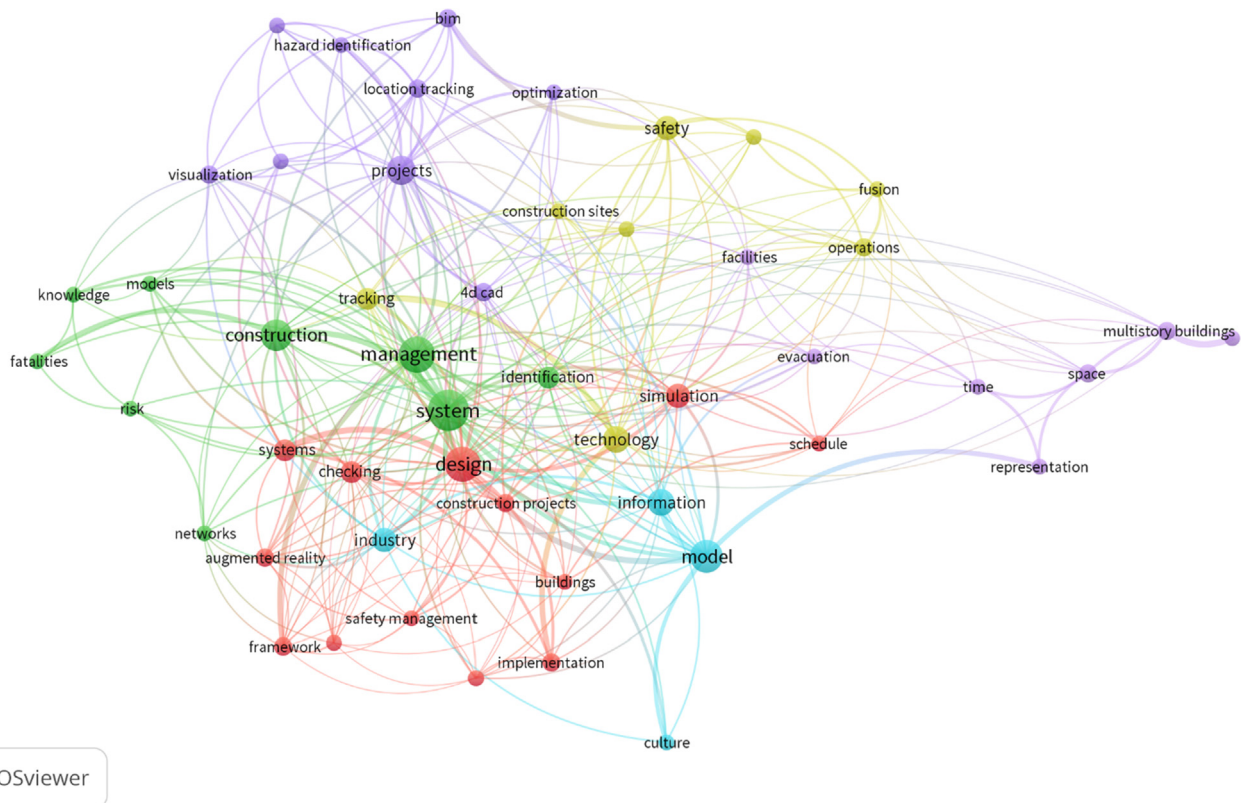 bim
hazard identification
location tracking
optimization
safety
visualization
projects
fusion
construction sites
operations
facilities
knowledge
models
tracking
4d cad
construction
multistory buildings
management
evacuation
fatalities
identification
space
time
simulation
risk
system
technology
schedule
systems
design
checking
representation
construction projects
information
networks
industry
augmented reality
model
buildings
safety management
framework
implementation
culture
OSviewer